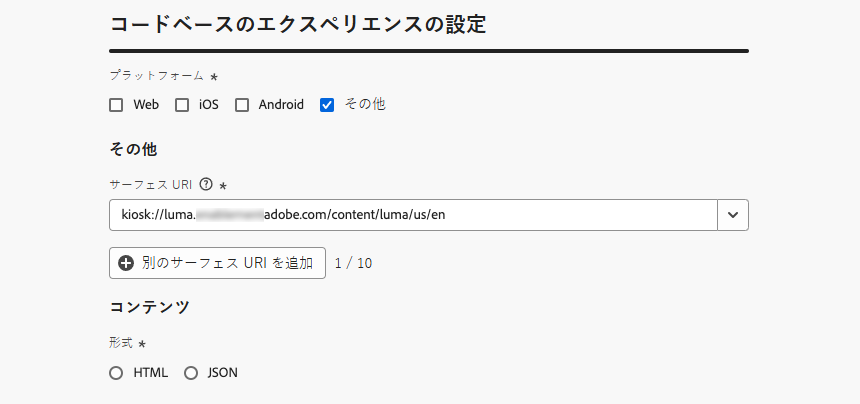 コードベースのエクスペリエンスの設定
プラットフォーム *
Web iOS Android その他
その他
サーフェス URI ? *
kiosk://luma. adobe.com/content/luma/us/en
別のサーフェス URI を追加 1 / 10
コンテンツ
形式 *
HTML JSON